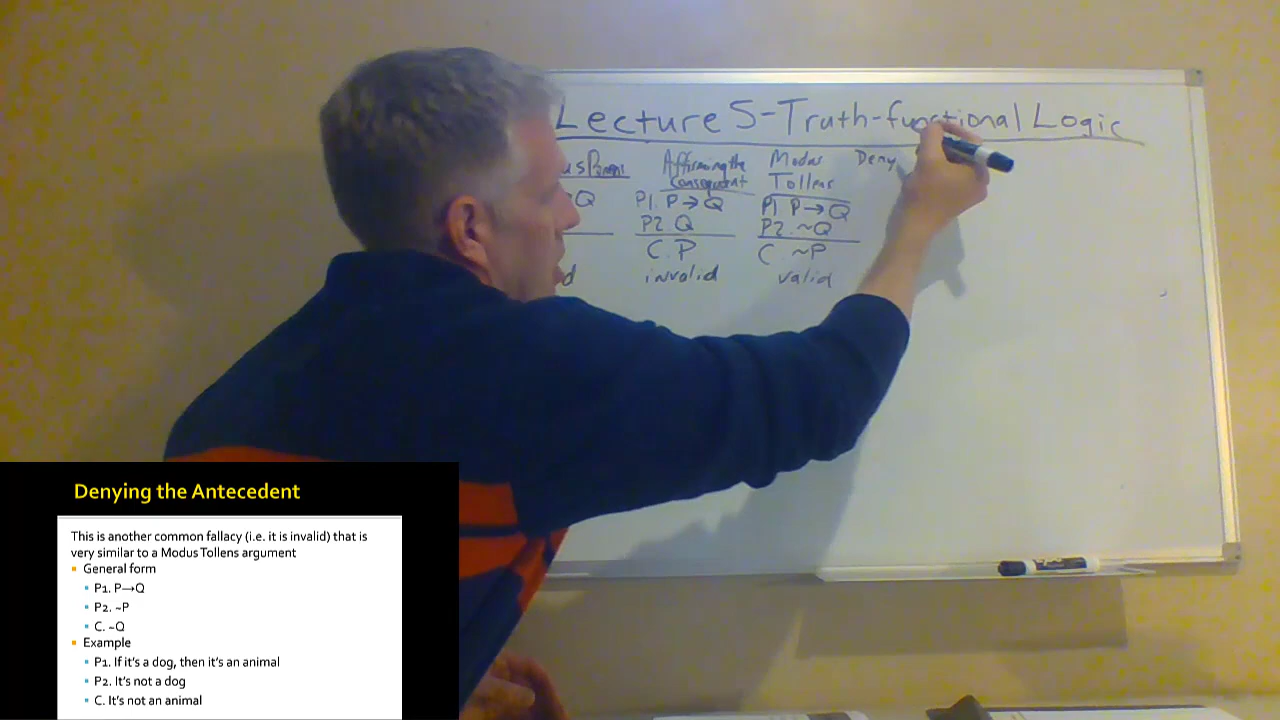 Lecture 5-Truth-functional Logic
Affirming the
Consequent
P1. P→Q
P2. Q
C. P
invalid
Modus
Tollens
P1 P→Q
P2. ~Q
C. ~P
valid
Deny
Q
Denying the Antecedent
This is another common fallacy (i.e. it is invalid) that is
very similar to a Modus Tollens argument
General form
P1. P→Q
P2. ~P
C. ~Q
Example
P1. If it's a dog, then it's an animal
P2. It's not a dog
C. It's not an animal